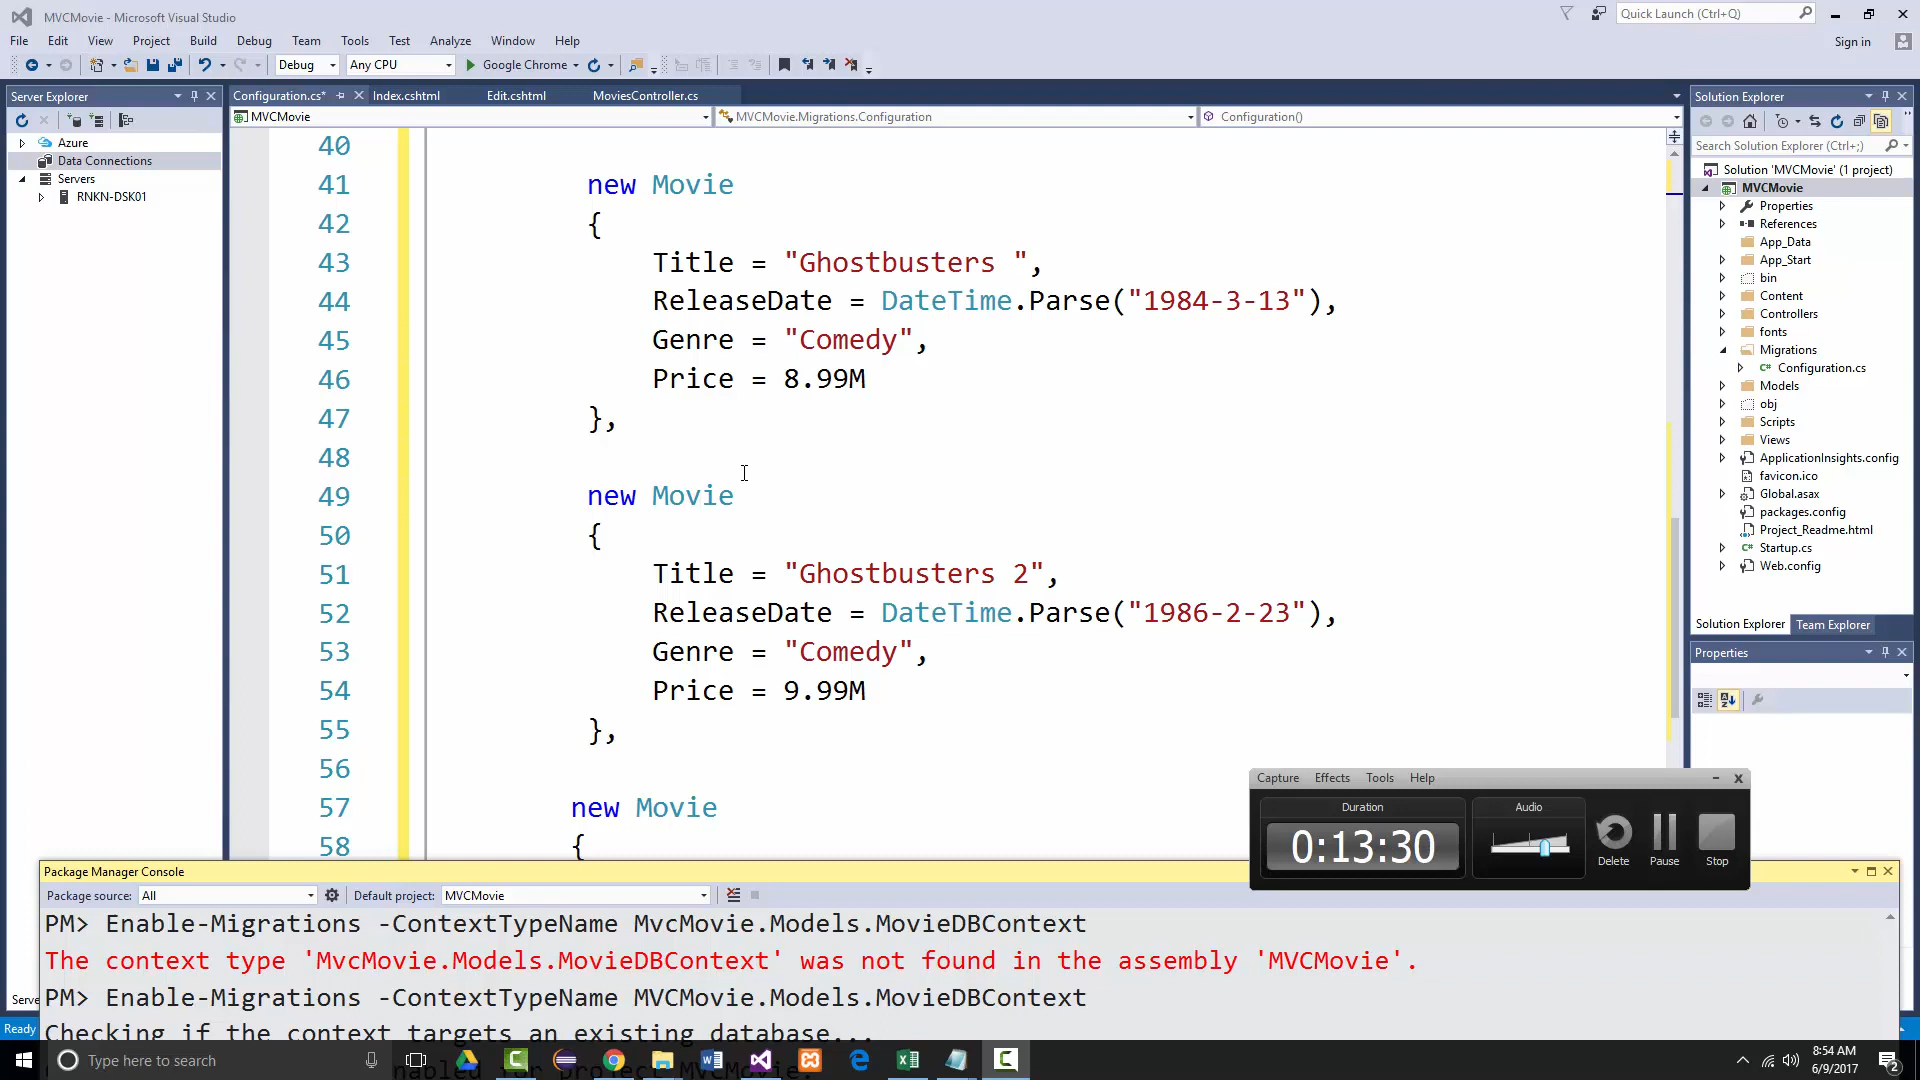 MVCMovie - Microsoft Visual Studio
Quick Launch (Ctrl+Q)
File Edit View Project Build Debug Team Tools Test Analyze Window Help
Sign in
Debug Any CPU Google Chrome
Server Explorer
Configuration.cs* Index.cshtml Edit.cshtml MoviesController.cs
Solution Explorer
MVCMovie MVCMovie.Migrations.Configuration Configuration()
Azure
Data Connections
Servers
RNKN-DSK01
40
41 new Movie
42 {
43 Title = "Ghostbusters ",
44 ReleaseDate = DateTime.Parse("1984-3-13"),
45 Genre = "Comedy",
46 Price = 8.99M
47 },
48
49 new Movie
50 {
51 Title = "Ghostbusters 2",
52 ReleaseDate = DateTime.Parse("1986-2-23"),
53 Genre = "Comedy",
54 Price = 9.99M
55 },
56
57 new Movie
58 {
Search Solution Explorer (Ctrl+;)
Solution 'MVCMovie' (1 project)
MVCMovie
Properties
References
App_Data
App_Start
bin
Content
Controllers
fonts
Migrations
Configuration.cs
Models
obj
Scripts
Views
ApplicationInsights.config
favicon.ico
Global.asax
packages.config
Project_Readme.html
Startup.cs
Web.config
Solution Explorer Team Explorer
Properties
Capture Effects Tools Help
Duration Audio
0:13:30
Delete Pause Stop
Package Manager Console
Package source: All Default project: MVCMovie
PM> Enable-Migrations -ContextTypeName MvcMovie.Models.MovieDBContext
The context type 'MvcMovie.Models.MovieDBContext' was not found in the assembly 'MVCMovie'.
PM> Enable-Migrations -ContextTypeName MVCMovie.Models.MovieDBContext
Checking if the context targets an existing database...
Serve
Ready
Type here to search
8:54 AM
6/9/2017
2